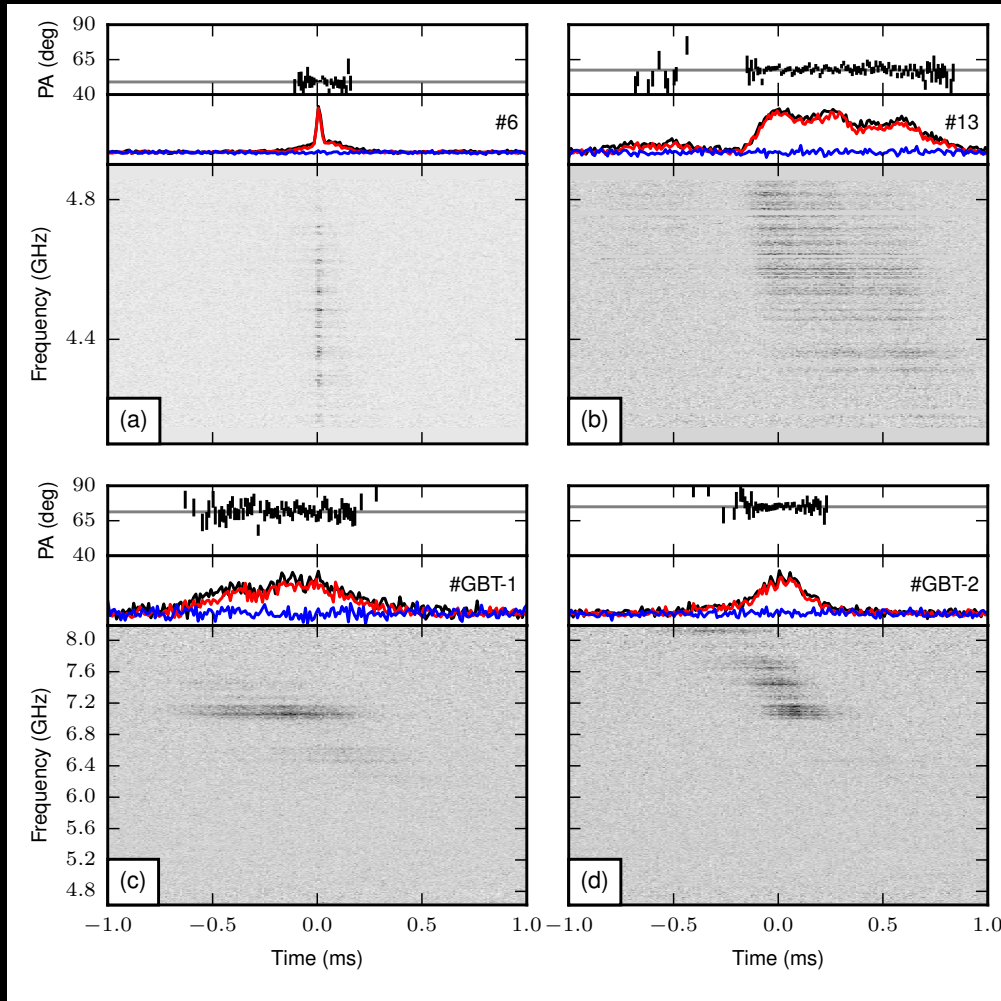 90
PA (deg)
65
40
#6
#13
4.8
4.4
Frequency (GHz)
(a)
(b)
90
PA (deg)
65
40
#GBT-1
#GBT-2
8.0
7.6
7.2
6.8
6.4
6.0
5.6
5.2
4.8
Frequency (GHz)
(c)
(d)
−1.0 −0.5 0.0 0.5 1.0 −1.0 −0.5 0.0 0.5 1.0
Time (ms) Time (ms)